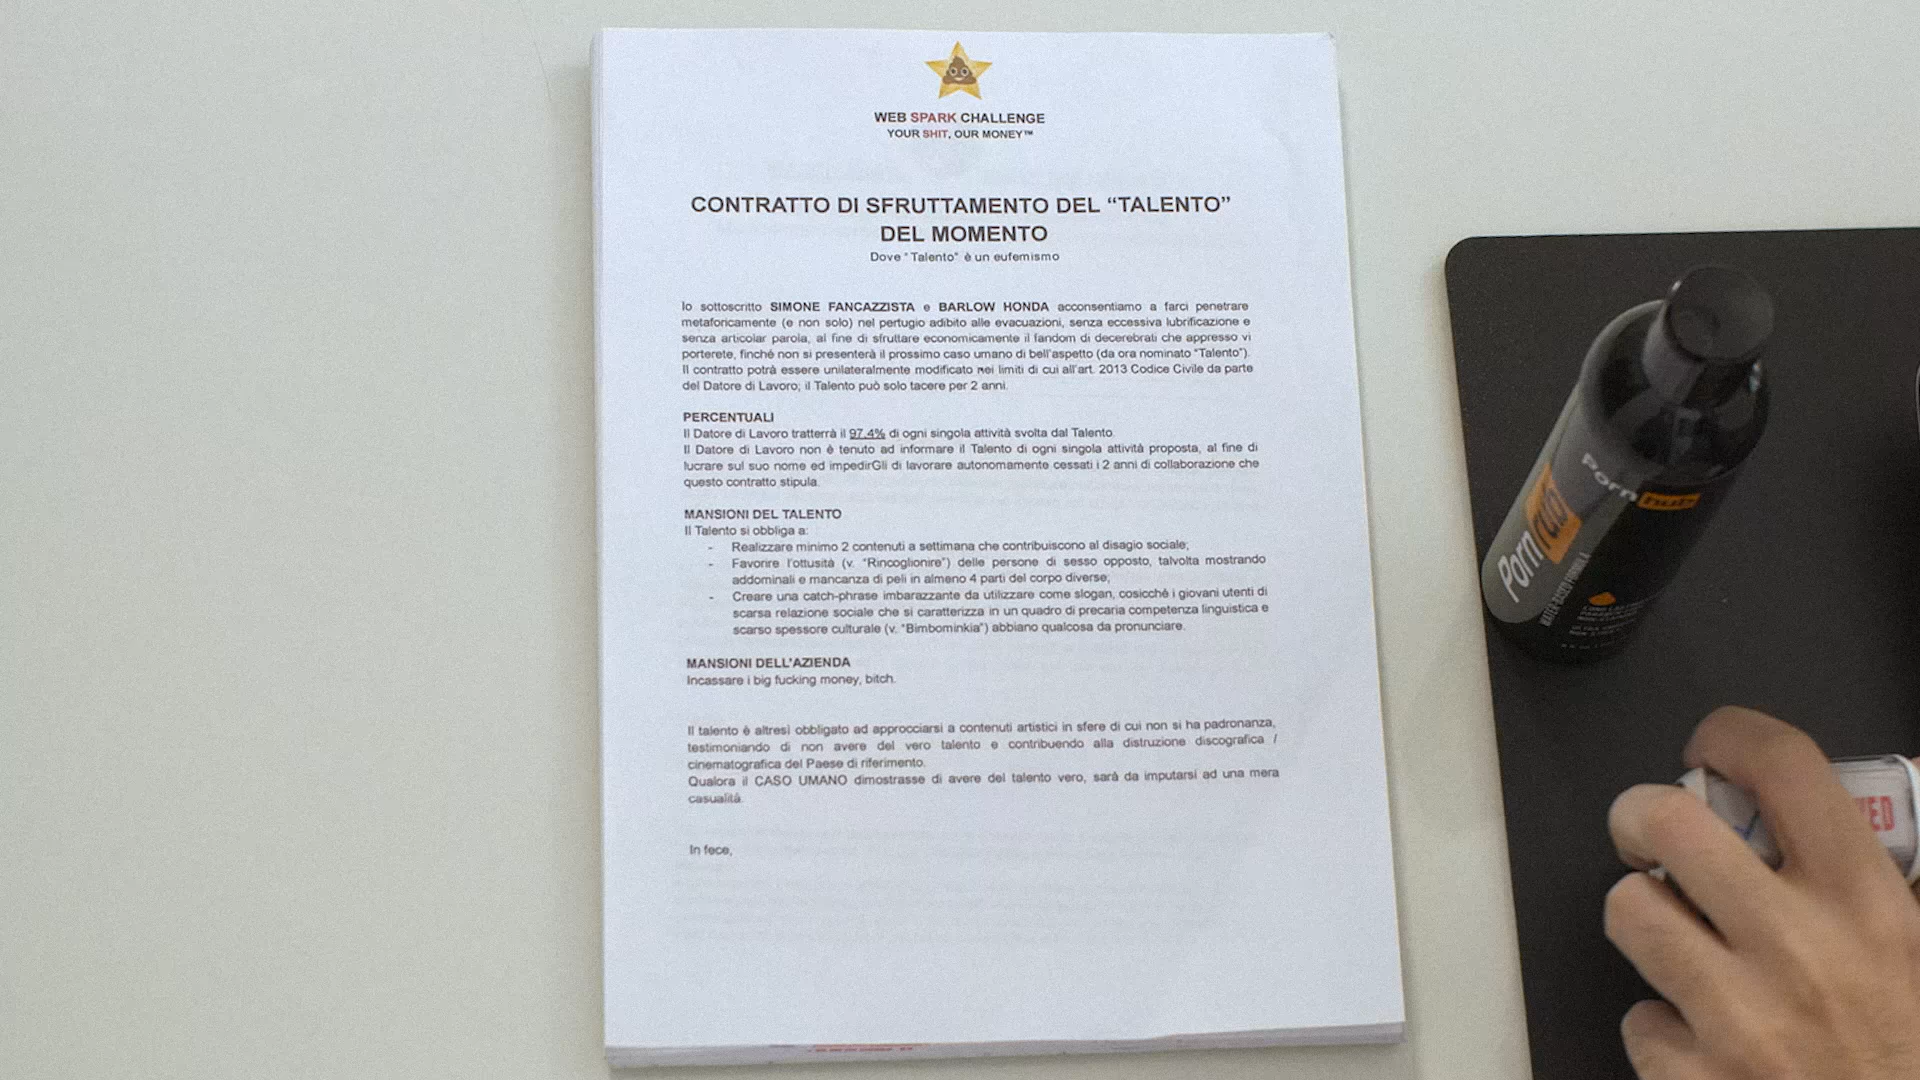 WEB SPARK CHALLENGE
YOUR SHIT, OUR MONEY™
CONTRATTO DI SFRUTTAMENTO DEL “TALENTO”
DEL MOMENTO
Dove “Talento” è un eufemismo
Io sottoscritto SIMONE FANCAZZISTA e BARLOW HONDA acconsentiamo a farci penetrare
metaforicamente (e non solo) nel pertugio adibito alle evacuazioni, senza eccessiva lubrificazione e
senza articolar parola, al fine di sfruttare economicamente il fandom di decerebrati che appresso vi
porterete, finché non si presenterà il prossimo caso umano di bell’aspetto (da ora nominato “Talento”).
Il contratto potrà essere unilateralmente modificato nei limiti di cui all’art. 2013 Codice Civile da parte
del Datore di Lavoro; il Talento può solo tacere per 2 anni.
PERCENTUALI
Il Datore di Lavoro tratterrà il 97.4% di ogni singola attività svolta dal Talento.
Il Datore di Lavoro non è tenuto ad informare il Talento di ogni singola attività proposta, al fine di
lucrare sul suo nome ed impedirGli di lavorare autonomamente cessati i 2 anni di collaborazione che
questo contratto stipula.
MANSIONI DEL TALENTO
Il Talento si obbliga a:
- Realizzare minimo 2 contenuti a settimana che contribuiscono al disagio sociale;
- Favorire l’ottusità (v. “Rincoglionire”) delle persone di sesso opposto, talvolta mostrando
addominali e mancanza di peli in almeno 4 parti del corpo diverse;
- Creare una catch-phrase imbarazzante da utilizzare come slogan, cosicchè i giovani utenti di
scarsa relazione sociale che si caratterizza in un quadro di precaria competenza linguistica e
scarso spessore culturale (v. “Bimbominkia”) abbiano qualcosa da pronunciare.
MANSIONI DELL’AZIENDA
Incassare i big fucking money, bitch.
Il talento è altresì obbligato ad approcciarsi a contenuti artistici in sfere di cui non si ha padronanza,
testimoniando di non avere del vero talento e contribuendo alla distruzione discografica /
cinematografica del Paese di riferimento.
Qualora il CASO UMANO dimostrasse di avere del talento vero, sarà da imputarsi ad una mera
casualità.
In fece,
Porn hub
Porn rub
WATER-BASED FORMULA